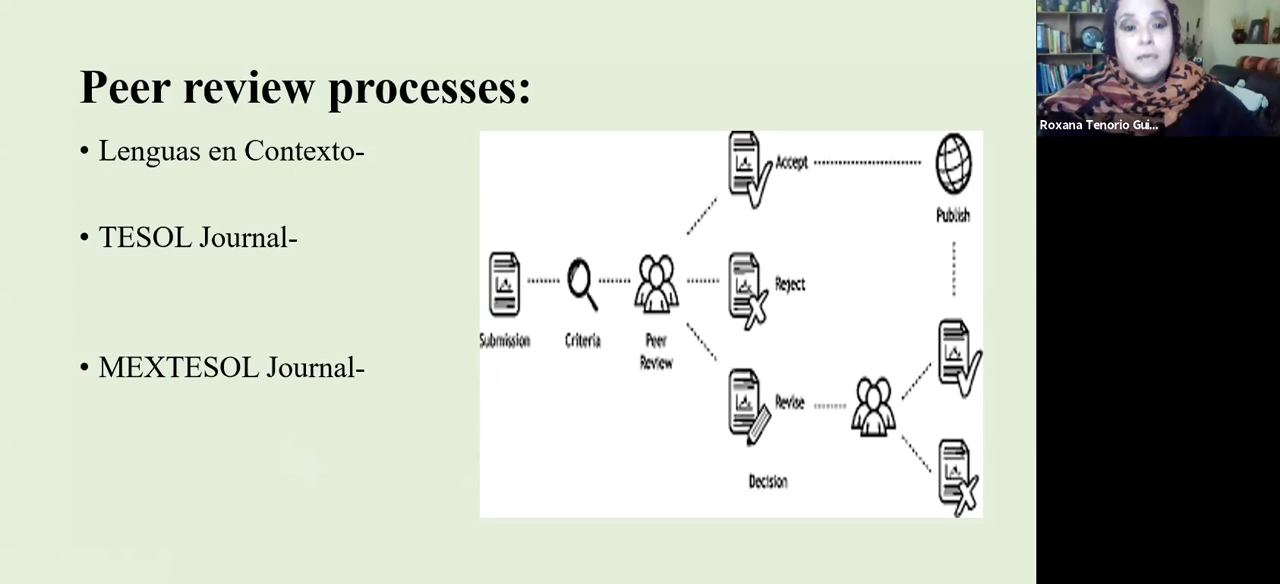 Peer review processes:
• Lenguas en Contexto-
• TESOL Journal-
• MEXTESOL Journal-
Accept
Publish
Reject
Submission
Criteria
Peer
Review
Revise
Decision
Roxana Tenorio Gui...